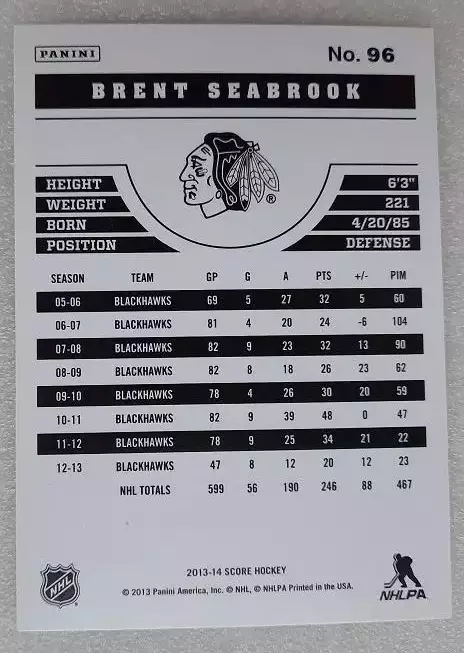 PANINI No. 96
BRENT SEABROOK
®
HEIGHT 6'3"
WEIGHT 221
BORN 4/20/85
POSITION DEFENSE
SEASON TEAM GP G A PTS +/- PIM
05-06 BLACKHAWKS 69 5 27 32 5 60
06-07 BLACKHAWKS 81 4 20 24 -6 104
07-08 BLACKHAWKS 82 9 23 32 13 90
08-09 BLACKHAWKS 82 8 18 26 23 62
09-10 BLACKHAWKS 78 4 26 30 20 59
10-11 BLACKHAWKS 82 9 39 48 0 47
11-12 BLACKHAWKS 78 9 25 34 21 22
12-13 BLACKHAWKS 47 8 12 20 12 23
NHL TOTALS 599 56 190 246 88 467
2013-14 SCORE HOCKEY
© 2013 Panini America, Inc. © NHL, © NHLPA Printed in the USA.
NHL
NHLPA